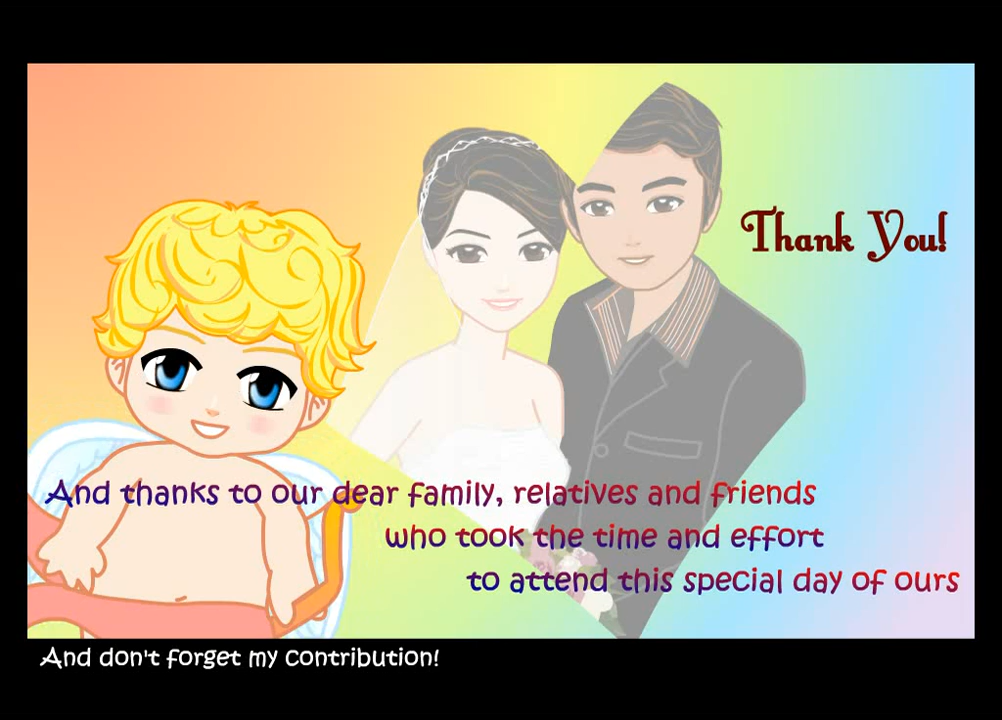 Thank You!
And thanks to our dear family, relatives and friends
who took the time and effort
to attend this special day of ours
And don't forget my contribution!